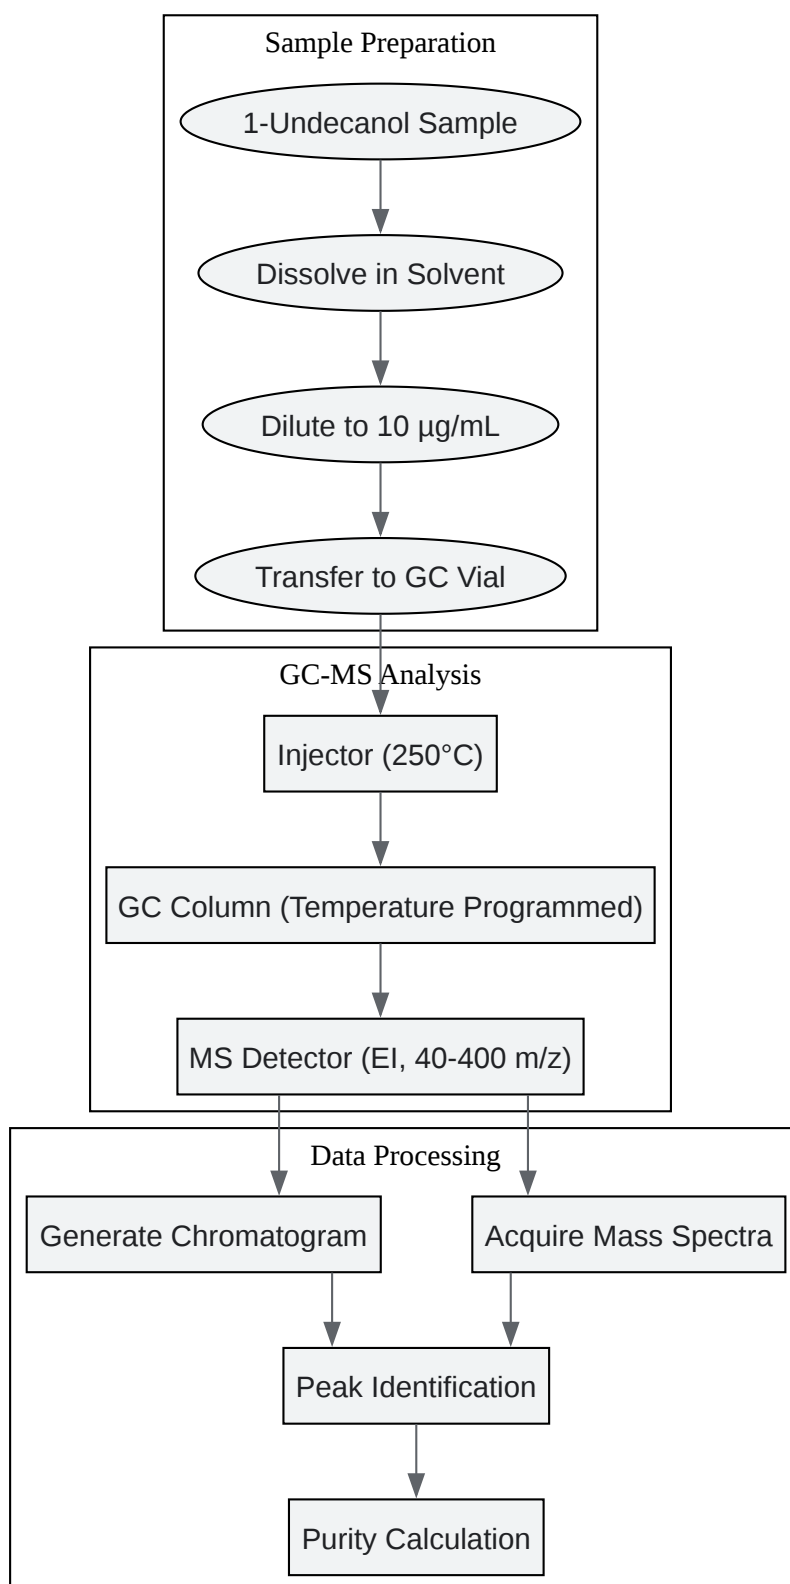 Sample Preparation
1-Undecanol Sample
Dissolve in Solvent
Dilute to 10 µg/mL
Transfer to GC Vial
GC-MS Analysis
Injector (250°C)
GC Column (Temperature Programmed)
MS Detector (EI, 40-400 m/z)
Data Processing
Generate Chromatogram
Acquire Mass Spectra
Peak Identification
Purity Calculation